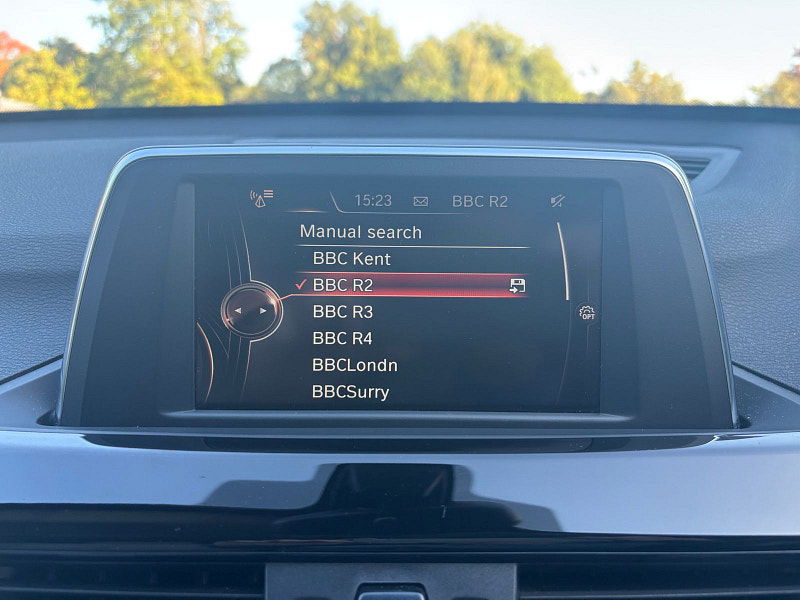 15:23 BBC R2
Manual search
BBC Kent
BBC R2
BBC R3
BBC R4
BBCLondn
BBCSurry
OPT